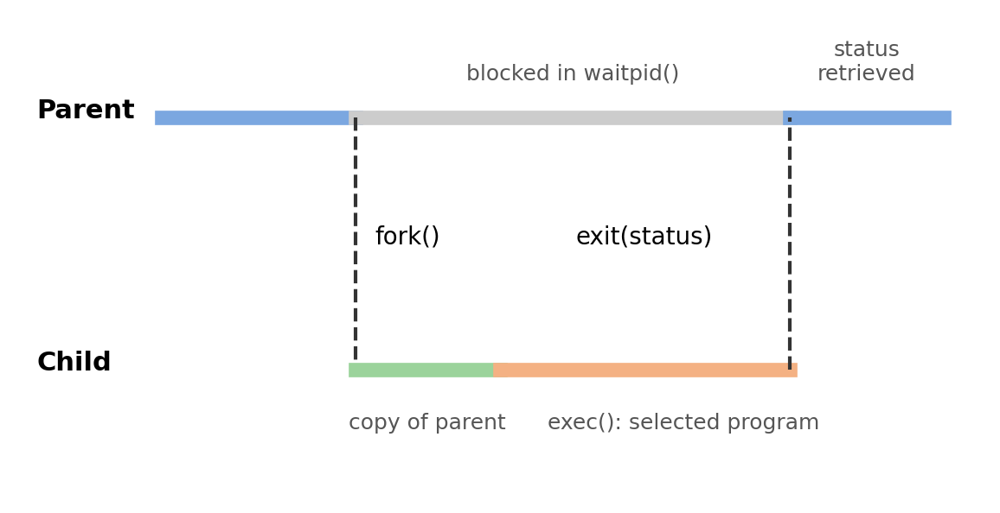 status
retrieved
blocked in waitpid()
Parent
fork()
exit(status)
Child
copy of parent
exec(): selected program